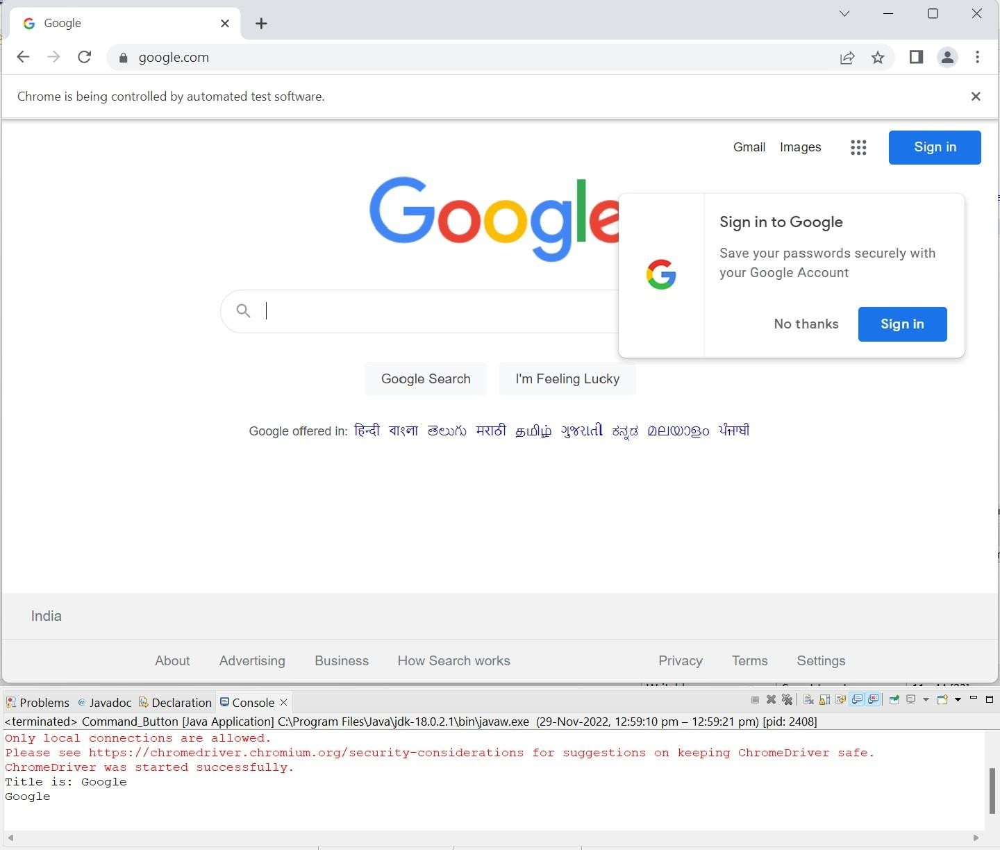 Google
google.com
Chrome is being controlled by automated test software.
Gmail Images Sign in
Google
Sign in to Google
Save your passwords securely with
your Google Account
No thanks Sign in
Google Search I'm Feeling Lucky
Google offered in: हिन्दी বাংলা తెలుగు मराठी தமிழ் ગુજરાતી ಕನ್ನಡ മലയാളം ਪੰਜਾਬੀ
India
About Advertising Business How Search works Privacy Terms Settings
Problems Javadoc Declaration Console
<terminated> Command_Button [Java Application] C:\Program Files\Java\jdk-18.0.2.1\bin\javaw.exe (29-Nov-2022, 12:59:10 pm – 12:59:21 pm) [pid: 2408]
Only local connections are allowed.
Please see https://chromedriver.chromium.org/security-considerations for suggestions on keeping ChromeDriver safe.
ChromeDriver was started successfully.
Title is: Google
Google